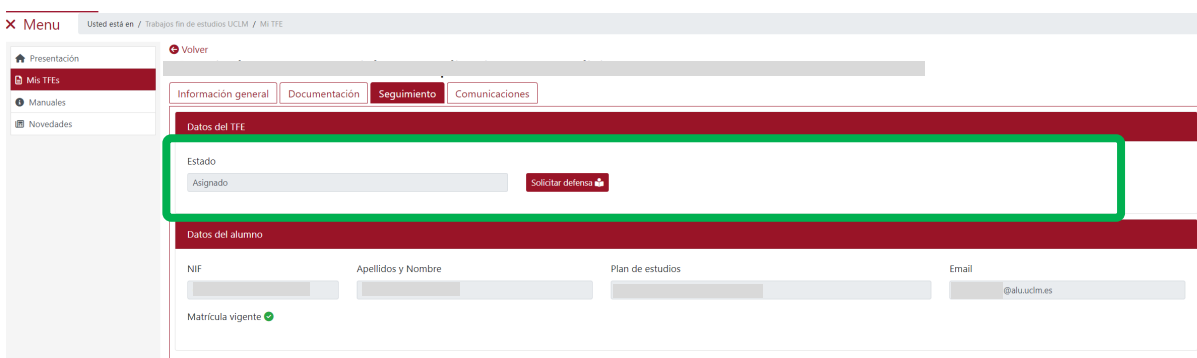 Menu
Usted está en / Trabajos fin de estudios UCLM / Mi TFE
Presentación
Mis TFEs
Manuales
Novedades
Volver
Información general Documentación Seguimiento Comunicaciones
Datos del TFE
Estado
Asignado Solicitar defensa
Datos del alumno
NIF Apellidos y Nombre Plan de estudios Email
@alu.uclm.es
Matrícula vigente